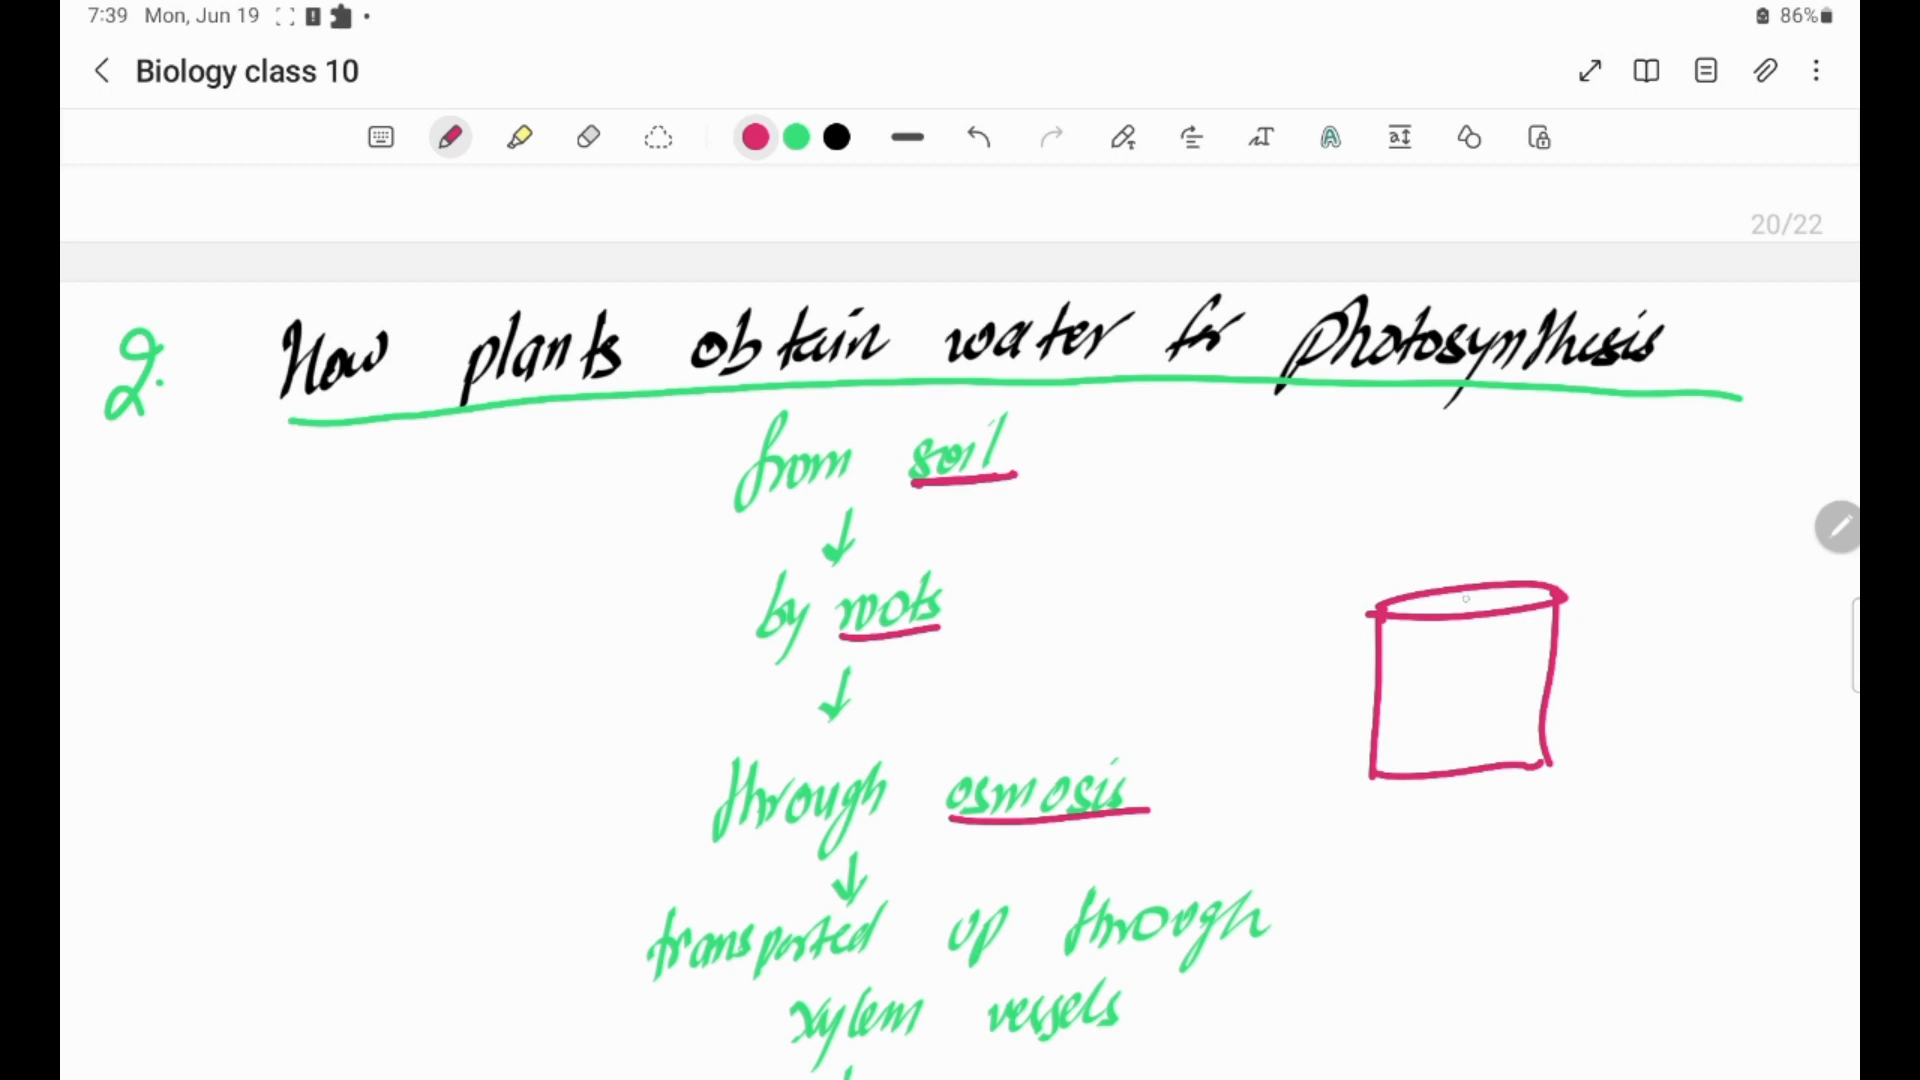 7:39 Mon, Jun 19
86%
Biology class 10
20/22
2. How plants obtain water for photosynthesis
from soil
by roots
through osmosis
transported up through
xylem vessels